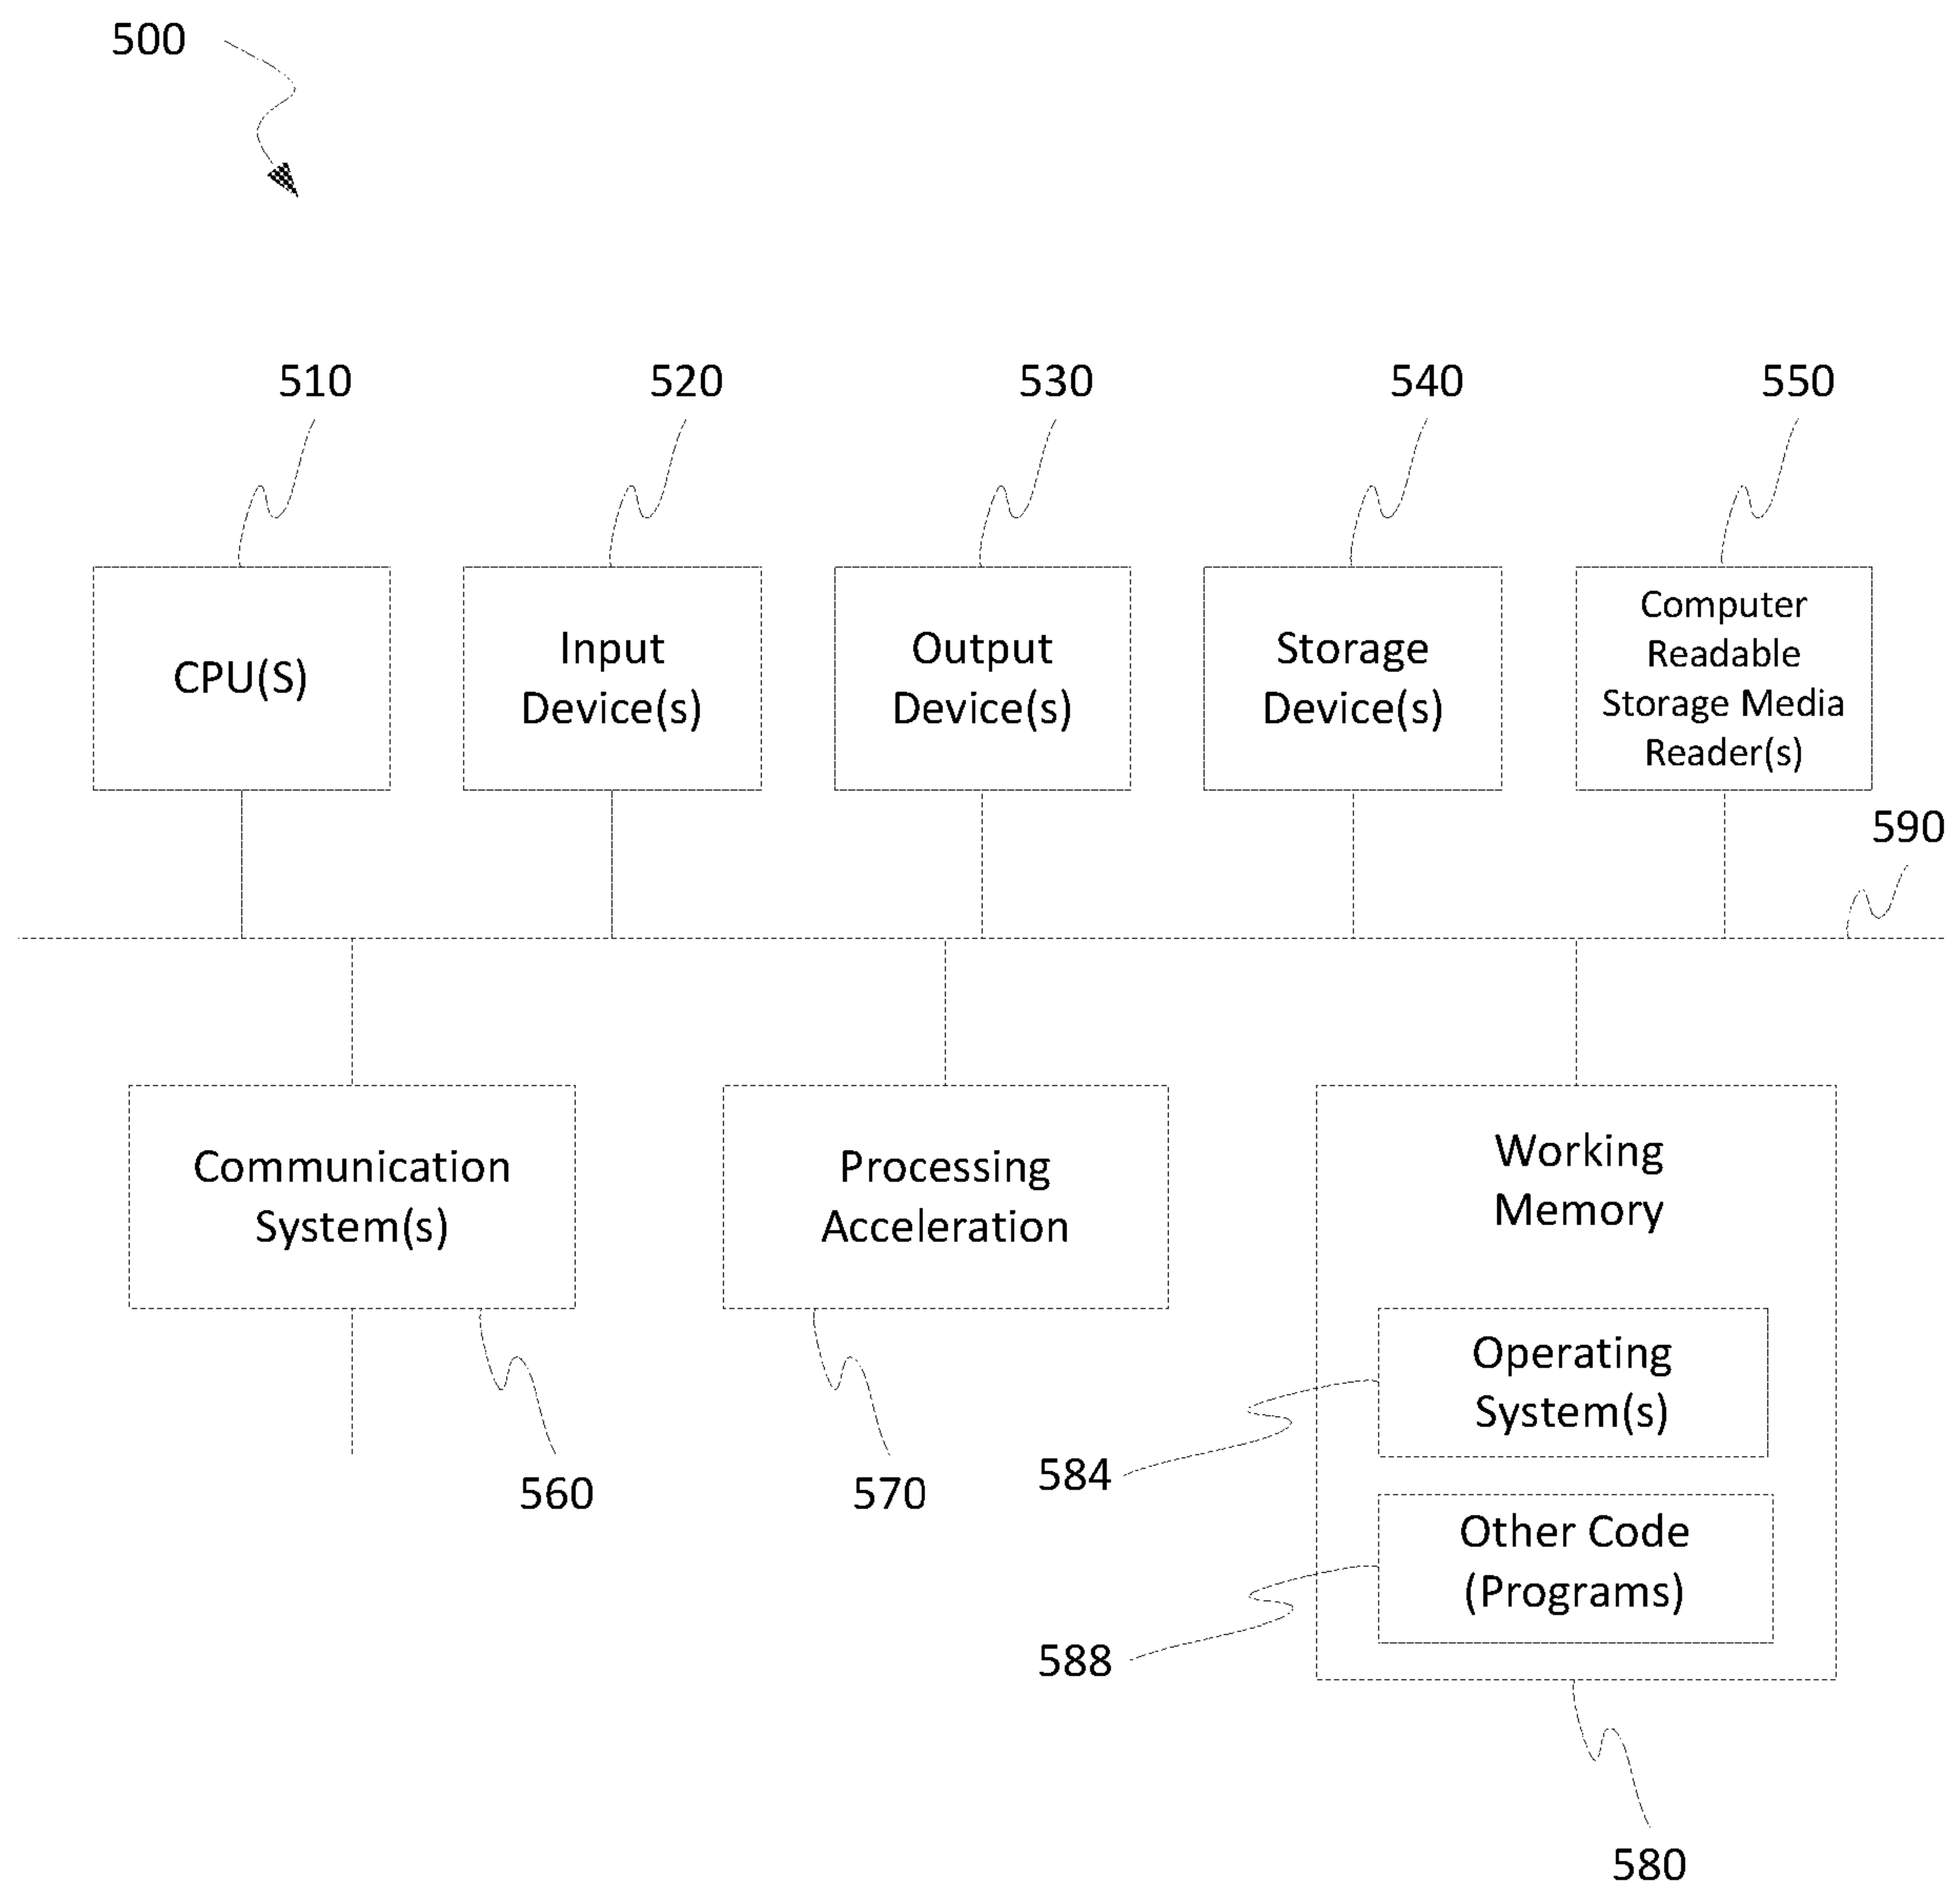 500
510
520
530
540
550
CPU(S)
Input
Device(s)
Output
Device(s)
Storage
Device(s)
Computer
Readable
Storage Media
Reader(s)
590
Communication
System(s)
Processing
Acceleration
Working
Memory
Operating
System(s)
584
560
570
Other Code
(Programs)
588
580